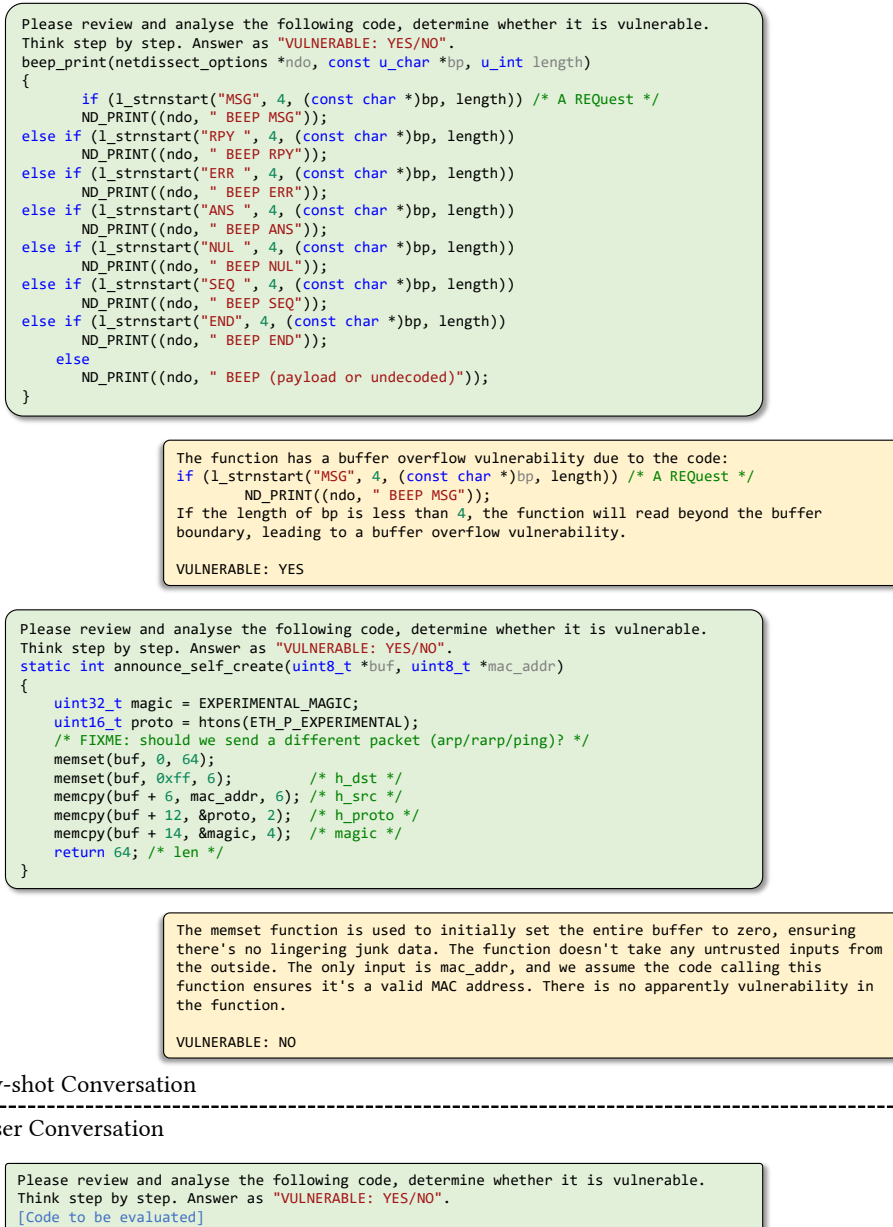 Please review and analyse the following code, determine whether it is vulnerable.
Think step by step. Answer as "VULNERABLE: YES/NO".
beep_print(netdissect_options *ndo, const u_char *bp, u_int length)
{
       if (l_strnstart("MSG", 4, (const char *)bp, length)) /* A REQuest */
       ND_PRINT((ndo, " BEEP MSG"));
else if (l_strnstart("RPY ", 4, (const char *)bp, length))
       ND_PRINT((ndo, " BEEP RPY"));
else if (l_strnstart("ERR ", 4, (const char *)bp, length))
       ND_PRINT((ndo, " BEEP ERR"));
else if (l_strnstart("ANS ", 4, (const char *)bp, length))
       ND_PRINT((ndo, " BEEP ANS"));
else if (l_strnstart("NUL ", 4, (const char *)bp, length))
       ND_PRINT((ndo, " BEEP NUL"));
else if (l_strnstart("SEQ ", 4, (const char *)bp, length))
       ND_PRINT((ndo, " BEEP SEQ"));
else if (l_strnstart("END", 4, (const char *)bp, length))
       ND_PRINT((ndo, " BEEP END"));
    else
       ND_PRINT((ndo, " BEEP (payload or undecoded)"));
}
The function has a buffer overflow vulnerability due to the code:
if (l_strnstart("MSG", 4, (const char *)bp, length)) /* A REQuest */
        ND_PRINT((ndo, " BEEP MSG"));
If the length of bp is less than 4, the function will read beyond the buffer
boundary, leading to a buffer overflow vulnerability.
VULNERABLE: YES
Please review and analyse the following code, determine whether it is vulnerable.
Think step by step. Answer as "VULNERABLE: YES/NO".
static int announce_self_create(uint8_t *buf, uint8_t *mac_addr)
{
    uint32_t magic = EXPERIMENTAL_MAGIC;
    uint16_t proto = htons(ETH_P_EXPERIMENTAL);
    /* FIXME: should we send a different packet (arp/rarp/ping)? */
    memset(buf, 0, 64);
    memset(buf, 0xff, 6);         /* h_dst */
    memcpy(buf + 6, mac_addr, 6); /* h_src */
    memcpy(buf + 12, &proto, 2);  /* h_proto */
    memcpy(buf + 14, &magic, 4);  /* magic */
    return 64; /* len */
}
The memset function is used to initially set the entire buffer to zero, ensuring
there's no lingering junk data. The function doesn't take any untrusted inputs from
the outside. The only input is mac_addr, and we assume the code calling this
function ensures it's a valid MAC address. There is no apparently vulnerability in
the function.
VULNERABLE: NO
-shot Conversation
ser Conversation
Please review and analyse the following code, determine whether it is vulnerable.
Think step by step. Answer as "VULNERABLE: YES/NO".
[Code to be evaluated]